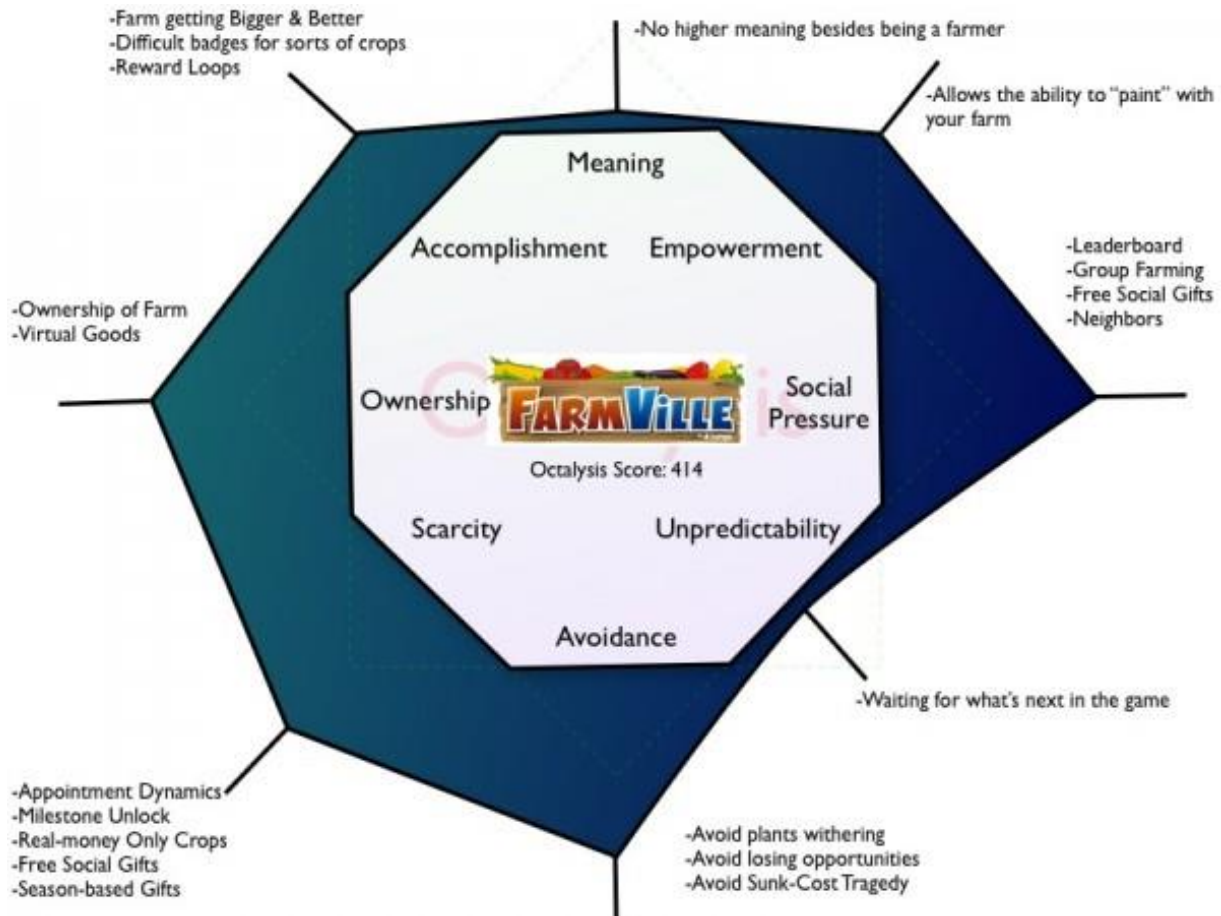 -Farm getting Bigger & Better
-Difficult badges for sorts of crops
-Reward Loops
-No higher meaning besides being a farmer
-Allows the ability to “paint” with
your farm
Meaning
Accomplishment
Empowerment
-Leaderboard
-Group Farming
-Free Social Gifts
-Neighbors
-Ownership of Farm
-Virtual Goods
Ownership
FARMVILLE
Social
Pressure
Octalysis Score: 414
Scarcity
Unpredictability
Avoidance
-Waiting for what's next in the game
-Appointment Dynamics
-Milestone Unlock
-Real-money Only Crops
-Free Social Gifts
-Season-based Gifts
-Avoid plants withering
-Avoid losing opportunities
-Avoid Sunk-Cost Tragedy